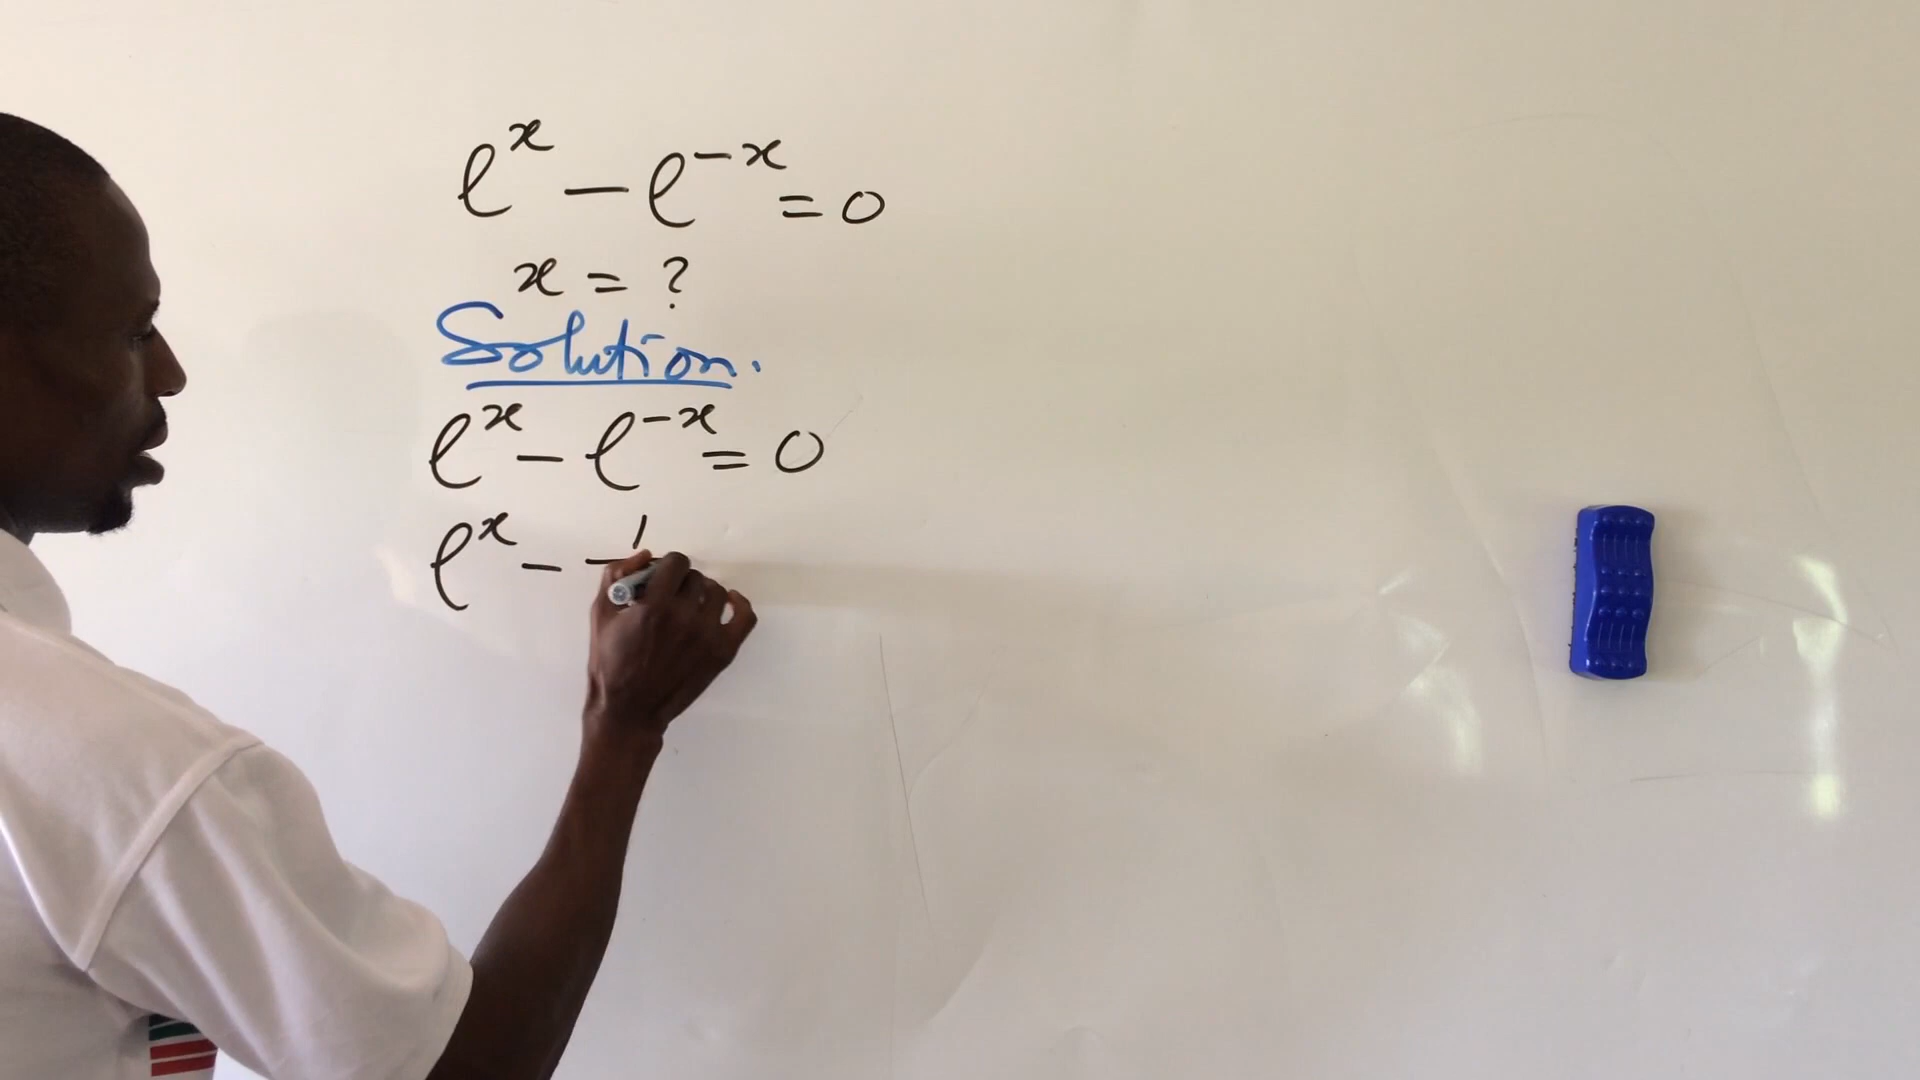 e^x - e^-x = 0
x = ?
Solution.
e^x - e^-x = 0
e^x - 1/